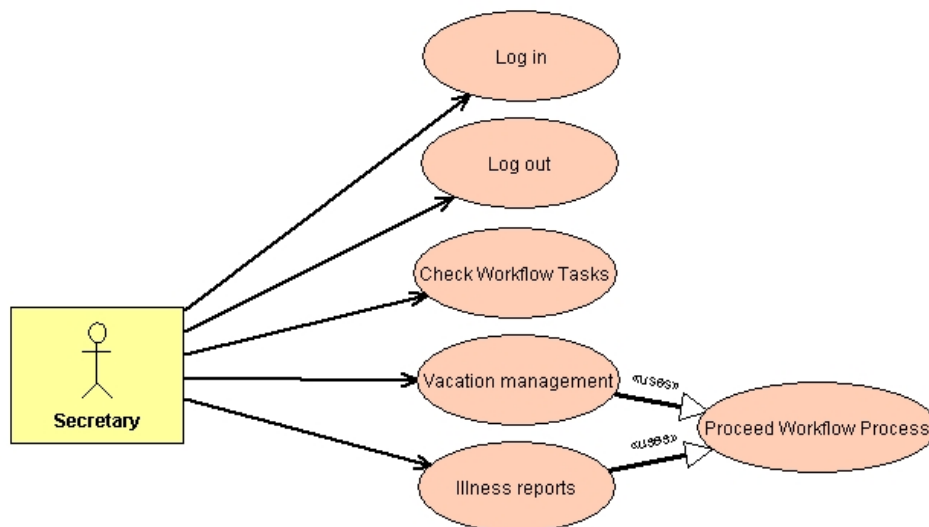 Log in
Log out
Check Workflow Tasks
Secretary
Vacation management
«uses»
Proceed Workflow Process
«uses»
Illness reports